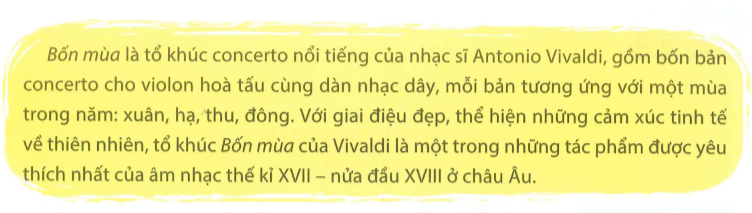 Bốn mùa là tổ khúc concerto nổi tiếng của nhạc sĩ Antonio Vivaldi, gồm bốn bản
concerto cho violon hoà tấu cùng dàn nhạc dây, mỗi bản tương ứng với một mùa
trong năm: xuân, hạ, thu, đông. Với giai điệu đẹp, thể hiện những cảm xúc tinh tế
về thiên nhiên, tổ khúc Bốn mùa của Vivaldi là một trong những tác phẩm được yêu
thích nhất của âm nhạc thế kỉ XVII – nửa đầu XVIII ở châu Âu.